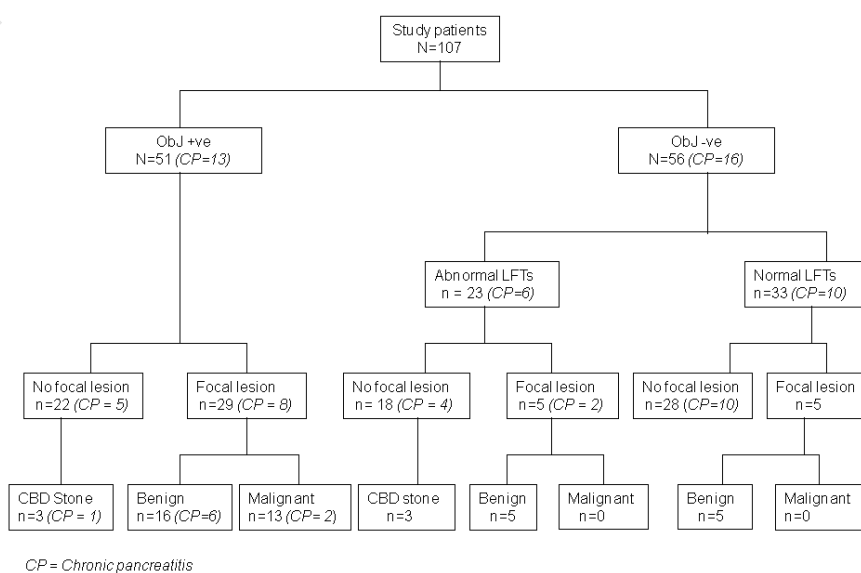 Study patients
N=107
ObJ +ve
N=51 (CP=13)
ObJ -ve
N=56 (CP=16)
Abnormal LFTs
n = 23 (CP=6)
Normal LFTs
n=33 (CP=10)
No focal lesion
n=22 (CP = 5)
Focal lesion
n=29 (CP = 8)
No focal lesion
n= 18 (CP = 4)
Focal lesion
n=5 (CP = 2)
No focal lesion
n=28 (CP=10)
Focal lesion
n=5
CBD Stone
n=3 (CP = 1)
Benign
n=16 (CP=6)
Malignant
n=13 (CP= 2)
CBD stone
n=3
Benign
n=5
Malignant
n=0
Benign
n=5
Malignant
n=0
CP = Chronic pancreatitis